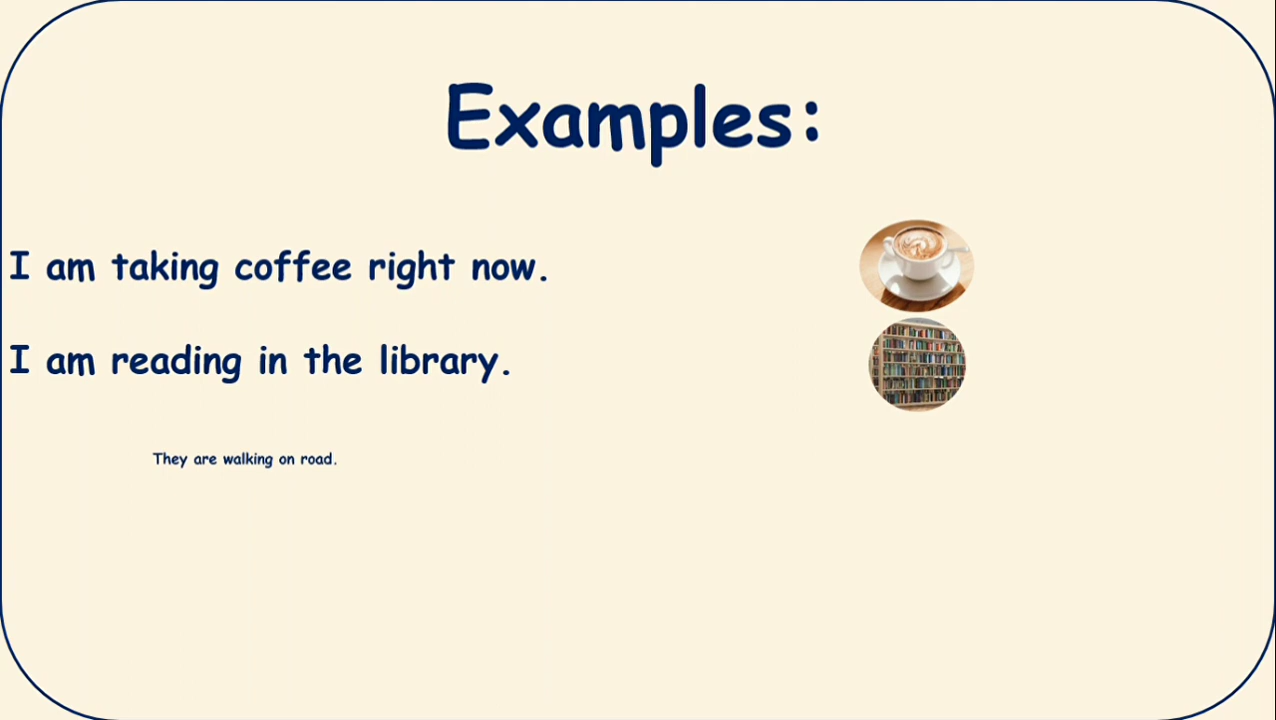 Examples:
I am taking coffee right now.
I am reading in the library.
They are walking on road.